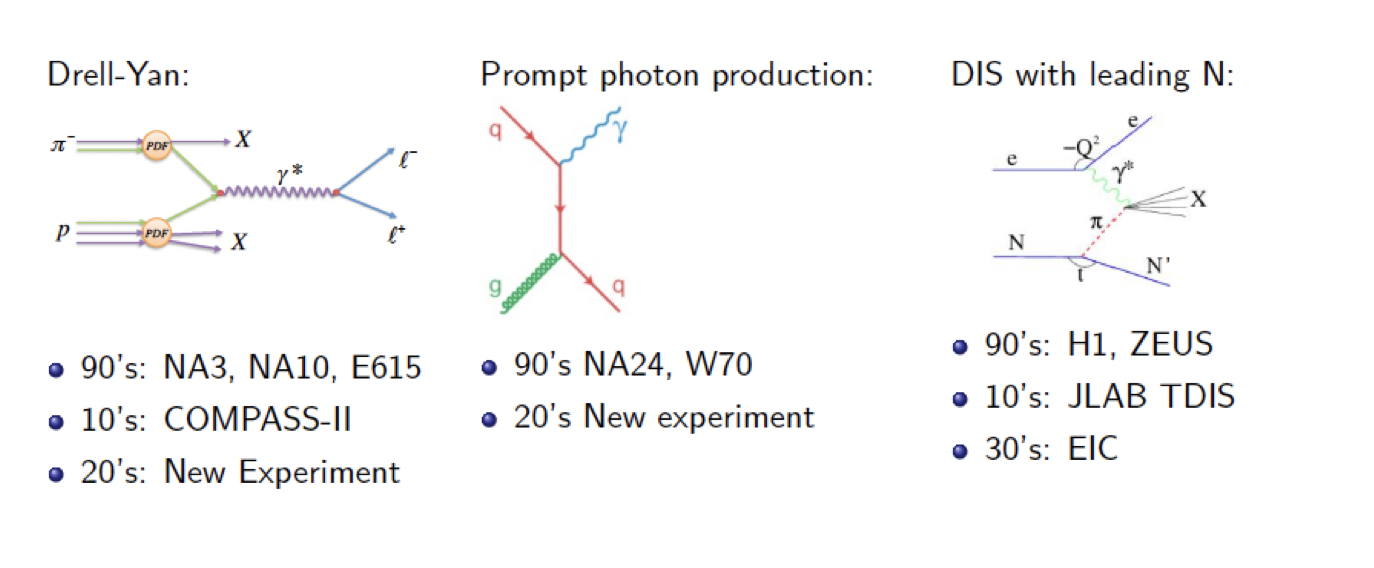 Drell-Yan:
π⁻
PDF
X
γ*
ℓ⁻
p
PDF
X
ℓ⁺
90's: NA3, NA10, E615
10's: COMPASS-II
20's: New Experiment
Prompt photon production:
q
γ
g
q
90's NA24, W70
20's New experiment
DIS with leading N:
e
e
-Q²
γ*
X
π
N
N'
t
90's: H1, ZEUS
10's: JLAB TDIS
30's: EIC